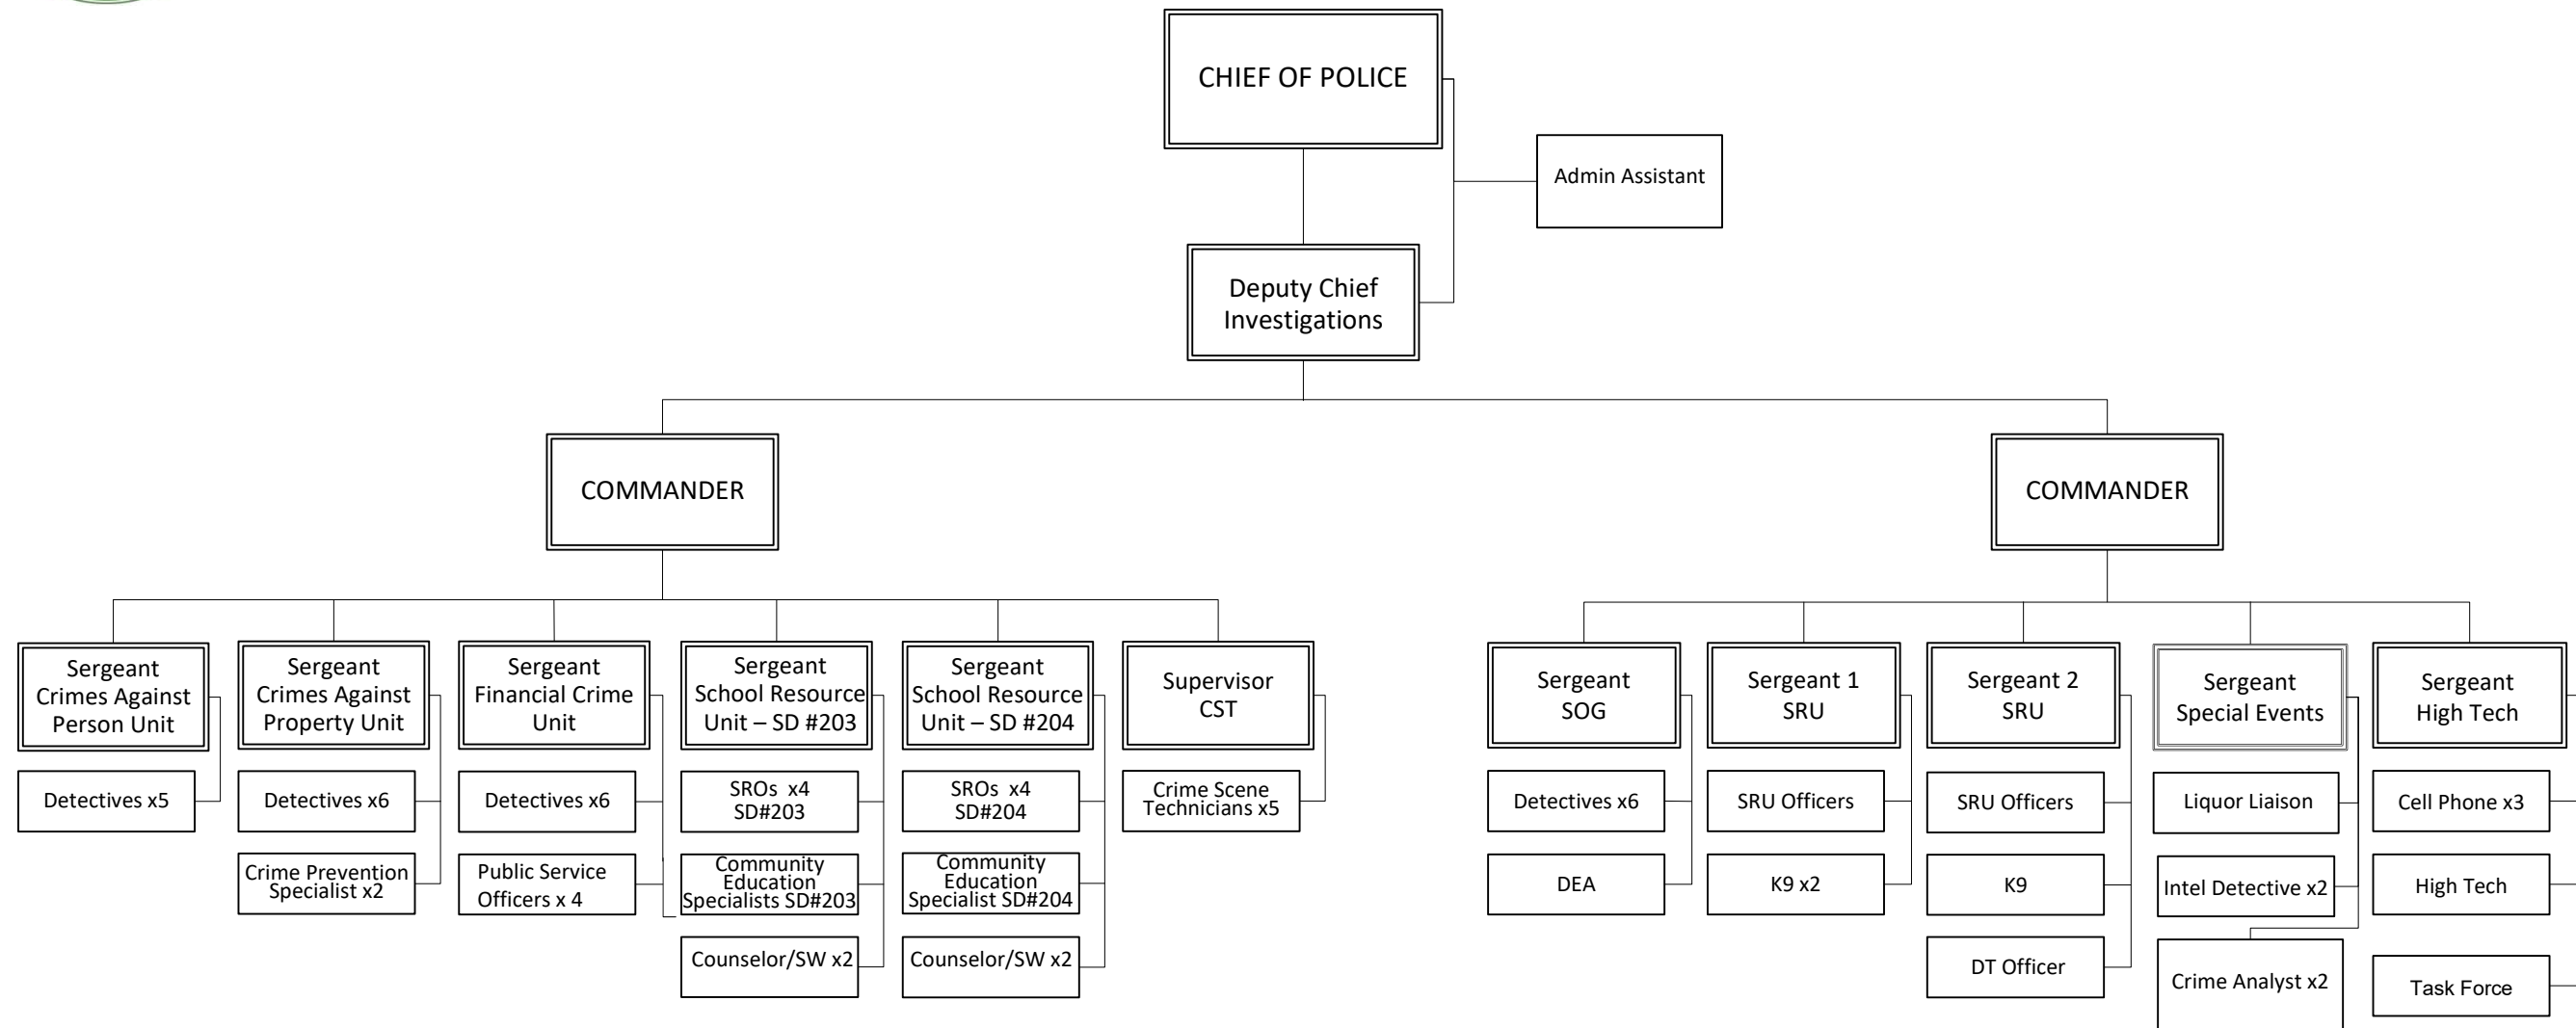 CHIEF OF POLICE
Admin Assistant
Deputy Chief
Investigations
COMMANDER
COMMANDER
Sergeant
Crimes Against
Person Unit
Detectives x5
Sergeant
Crimes Against
Property Unit
Detectives x6
Crime Prevention
Specialist x2
Sergeant
Financial Crime
Unit
Detectives x6
Public Service
Officers x 4
Sergeant
School Resource
Unit – SD #203
SROs  x4
SD#203
Community
Education
Specialists SD#203
Counselor/SW x2
Sergeant
School Resource
Unit – SD #204
SROs  x4
SD#204
Community
Education
Specialist SD#204
Counselor/SW x2
Supervisor
CST
Crime Scene
Technicians x5
Sergeant
SOG
Detectives x6
DEA
Sergeant 1
SRU
SRU Officers
K9 x2
Sergeant 2
SRU
SRU Officers
K9
DT Officer
Sergeant
Special Events
Liquor Liaison
Intel Detective x2
Crime Analyst x2
Sergeant
High Tech
Cell Phone x3
High Tech
Task Force